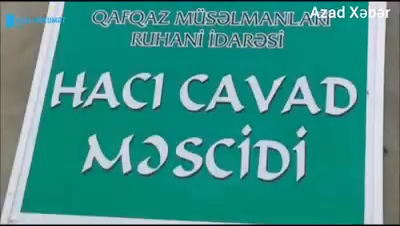 Azad Xəbər
QAFQAZ MÜSƏLMANLARI
RUHANİ İDARƏSİ
HACI CAVAD
MƏSCİDİ